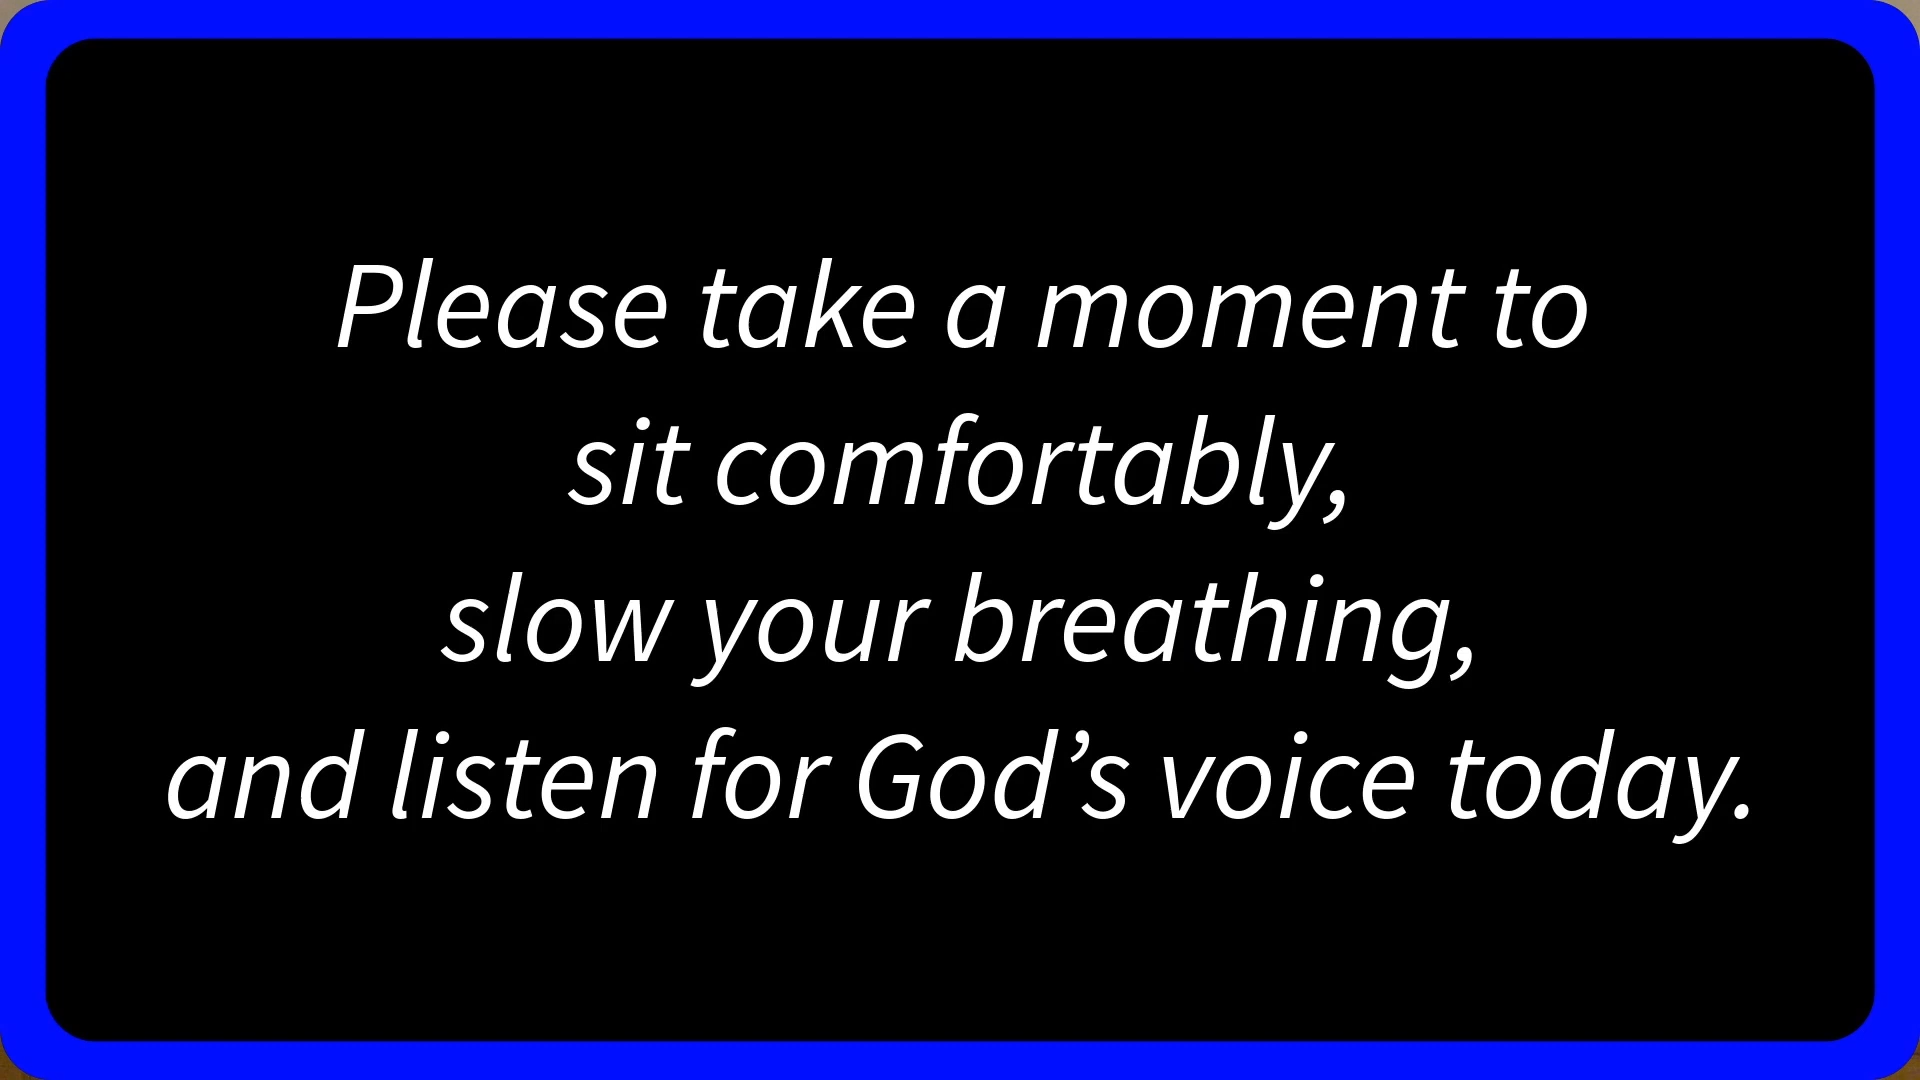 Please take a moment to
sit comfortably,
slow your breathing,
and listen for God’s voice today.